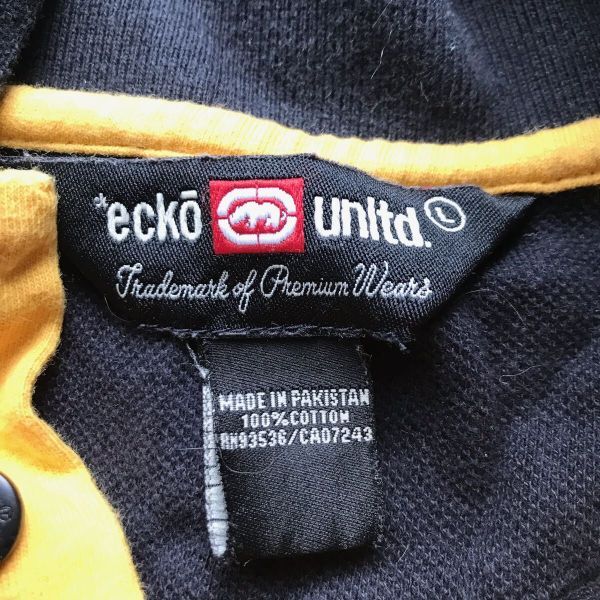 *eckō unltd. L
Trademark of Premium Wears
MADE IN PAKISTAN
100% COTTON
RN93536/CA07243